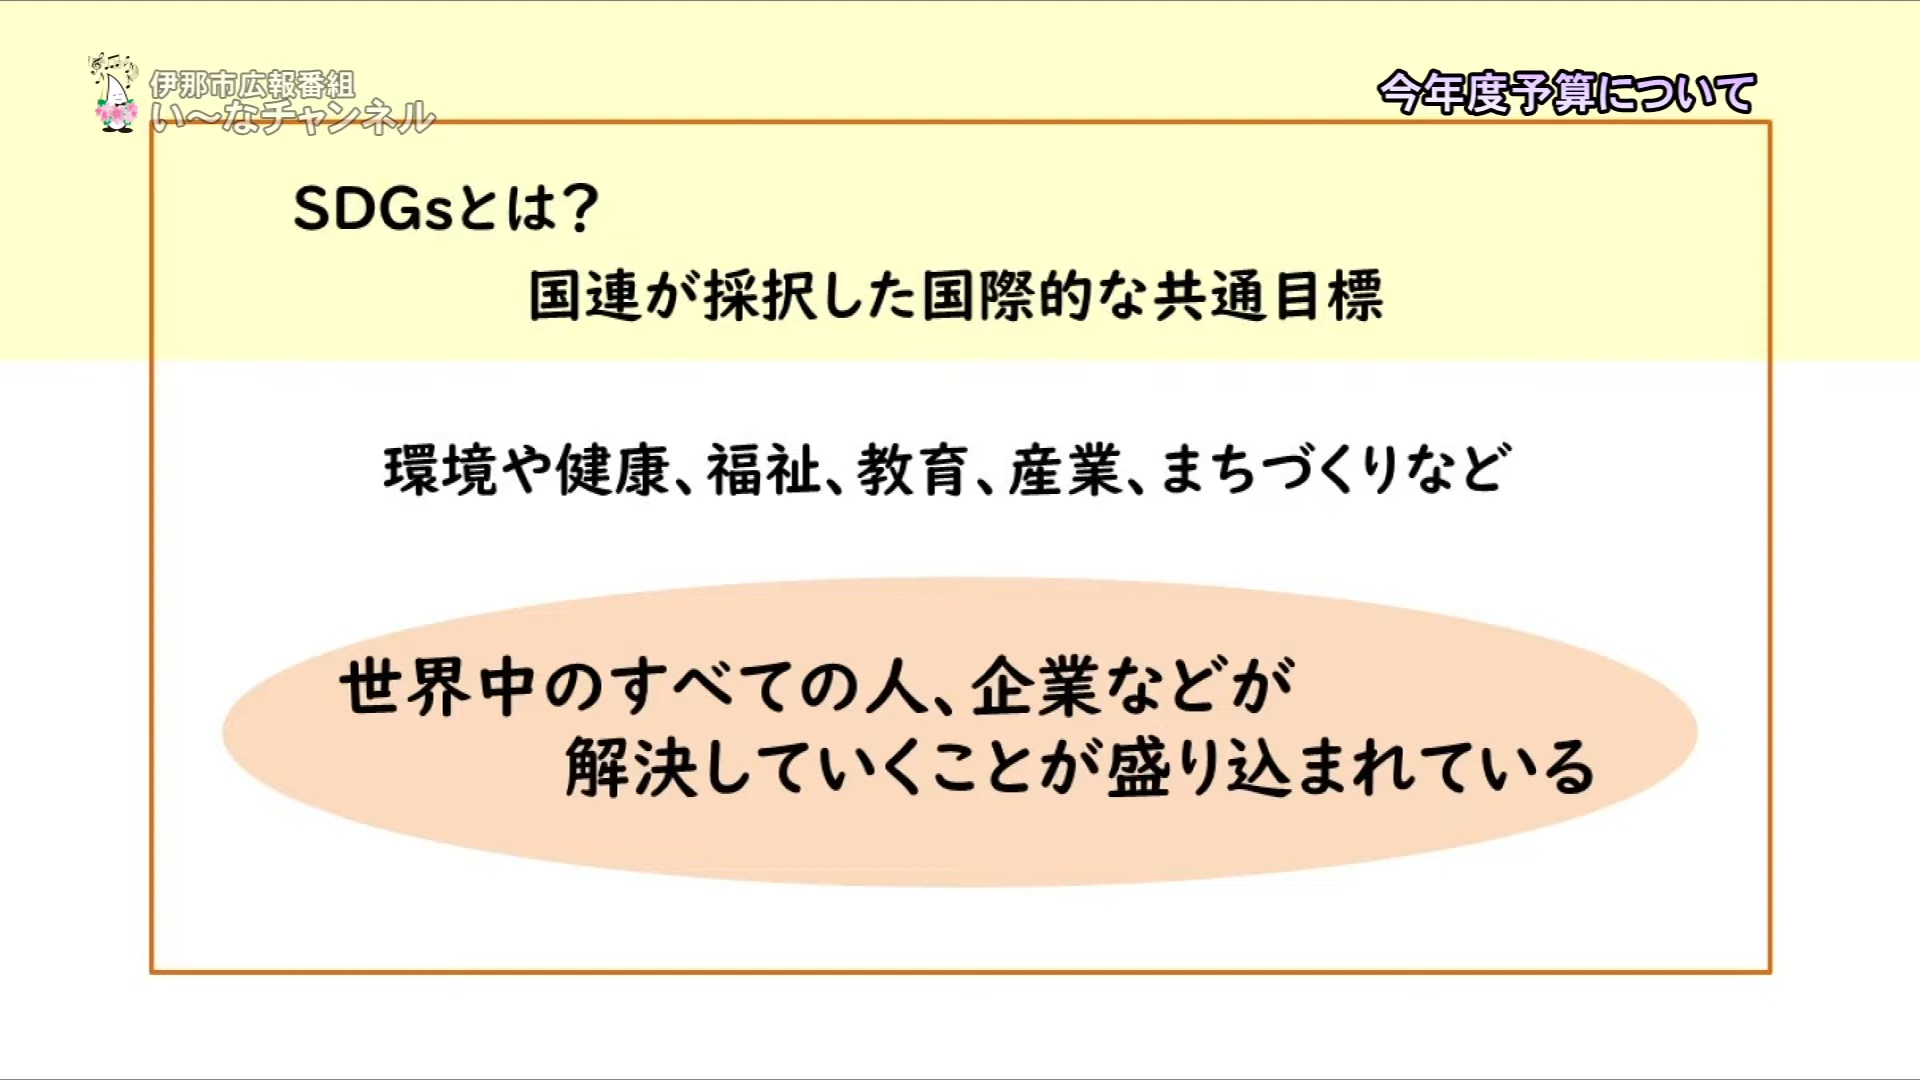 伊那市広報番組
い～なチャンネル
今年度予算について
SDGsとは？
国連が採択した国際的な共通目標
環境や健康、福祉、教育、産業、まちづくりなど
世界中のすべての人、企業などが
解決していくことが盛り込まれている